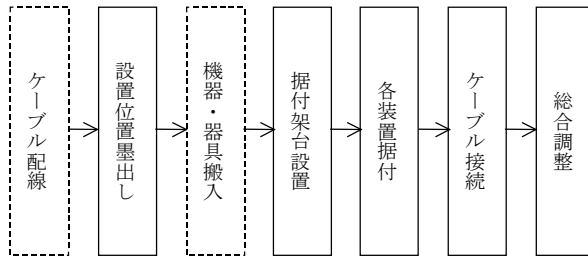 ケーブル配線
設置位置墨出し
機器・器具搬入
据付架台設置
各装置据付
ケーブル接続
総合調整